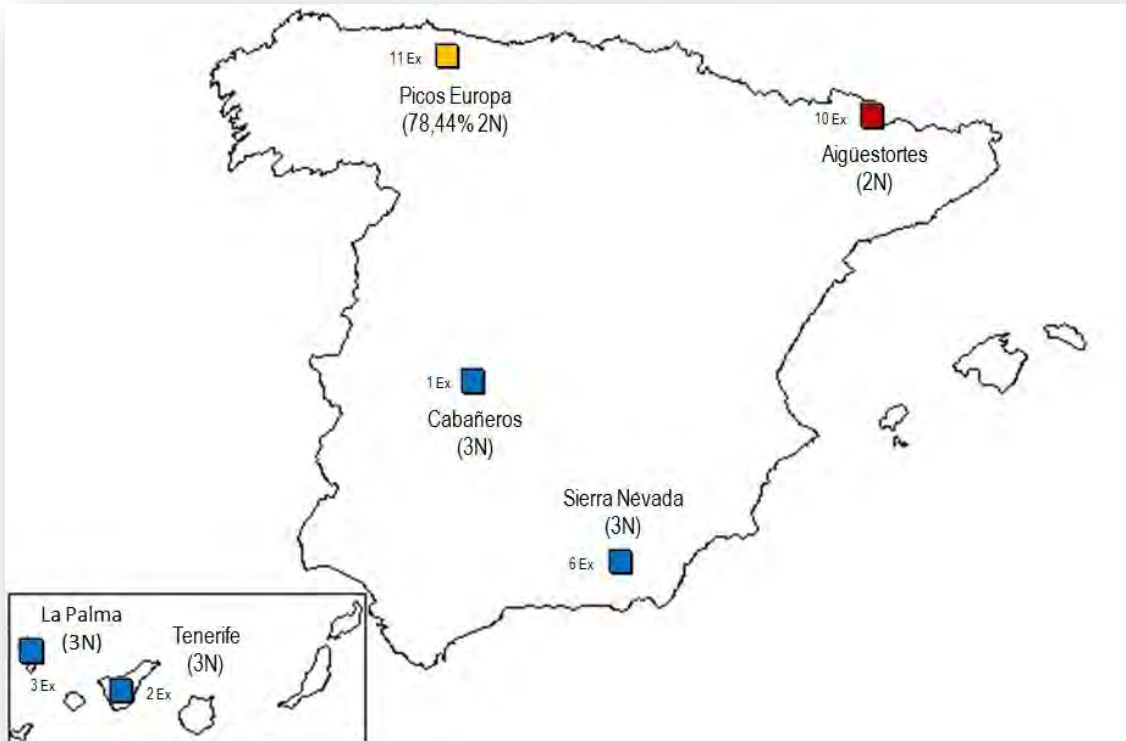 11 Ex
Picos Europa
(78,44% 2N)
10 Ex
Aigüestortes
(2N)
1 Ex
Cabañeros
(3N)
Sierra Nevada
(3N)
6 Ex
La Palma
(3N)
3 Ex
Tenerife
(3N)
2 Ex